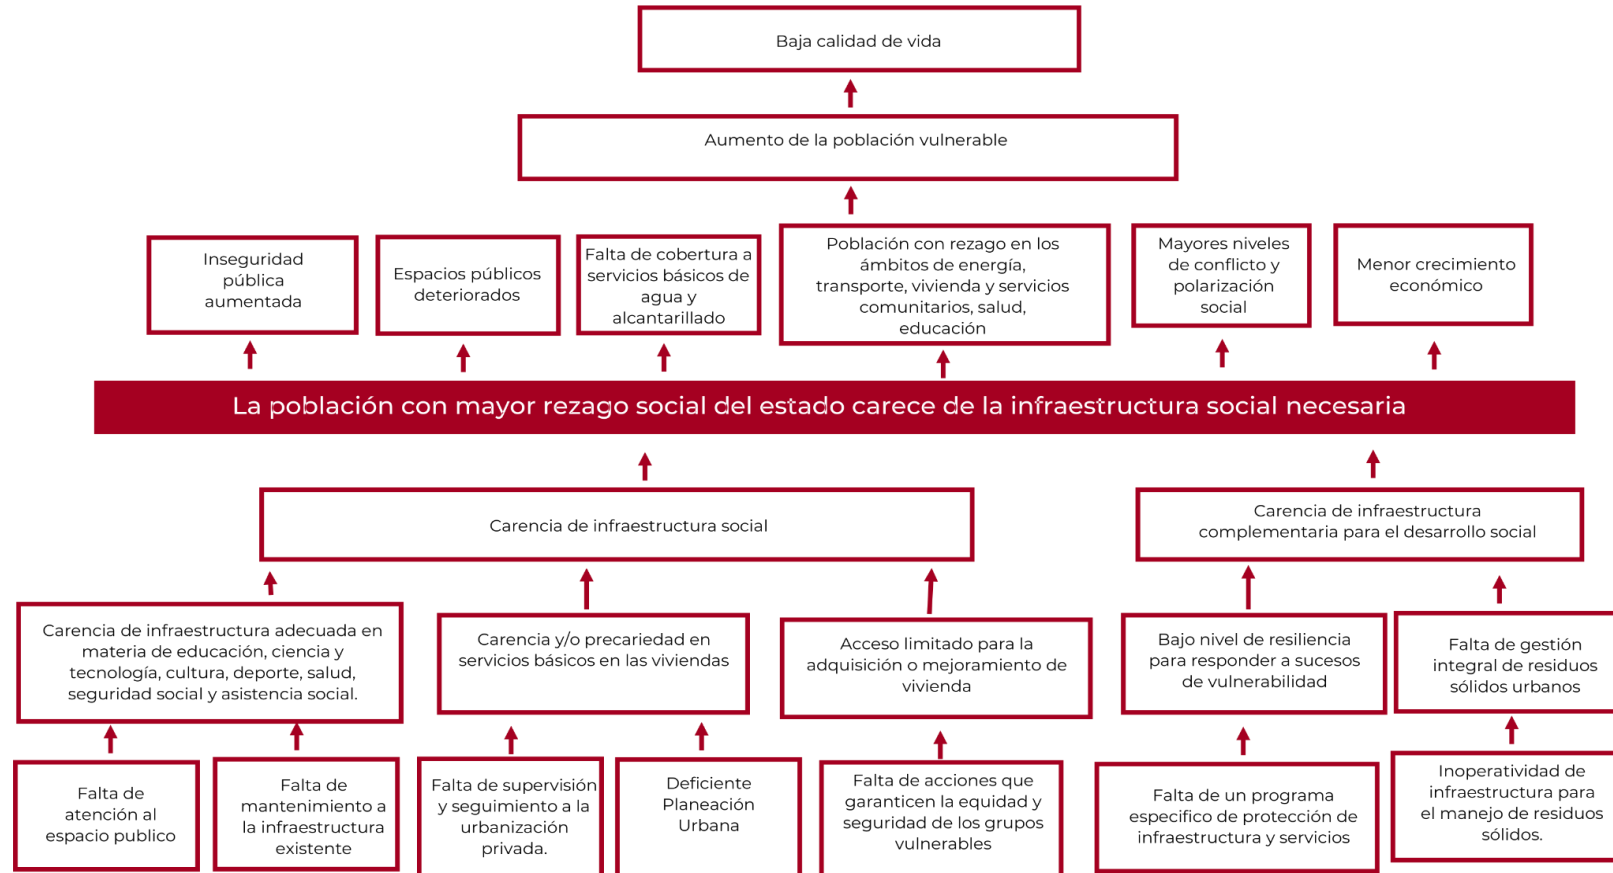 Baja calidad de vida
Aumento de la población vulnerable
Inseguridad
pública
aumentada
Espacios públicos
deteriorados
Falta de cobertura a
servicios básicos de
agua y
alcantarillado
Población con rezago en los
ámbitos de energía,
transporte, vivienda y servicios
comunitarios, salud,
educación
Mayores niveles
de conflicto y
polarización
social
Menor crecimiento
económico
La población con mayor rezago social del estado carece de la infraestructura social necesaria
Carencia de infraestructura social
Carencia de infraestructura
complementaria para el desarrollo social
Carencia de infraestructura adecuada en
materia de educación, ciencia y
tecnología, cultura, deporte, salud,
seguridad social y asistencia social.
Carencia y/o precariedad en
servicios básicos en las viviendas
Acceso limitado para la
adquisición o mejoramiento de
vivienda
Bajo nivel de resiliencia
para responder a sucesos
de vulnerabilidad
Falta de gestión
integral de residuos
sólidos urbanos
Falta de
atención al
espacio publico
Falta de
mantenimiento a
la infraestructura
existente
Falta de supervisión
y seguimiento a la
urbanización
privada.
Deficiente
Planeación
Urbana
Falta de acciones que
garanticen la equidad y
seguridad de los grupos
vulnerables
Falta de un programa
especifico de protección de
infraestructura y servicios
Inoperatividad de
infraestructura para
el manejo de residuos
sólidos.